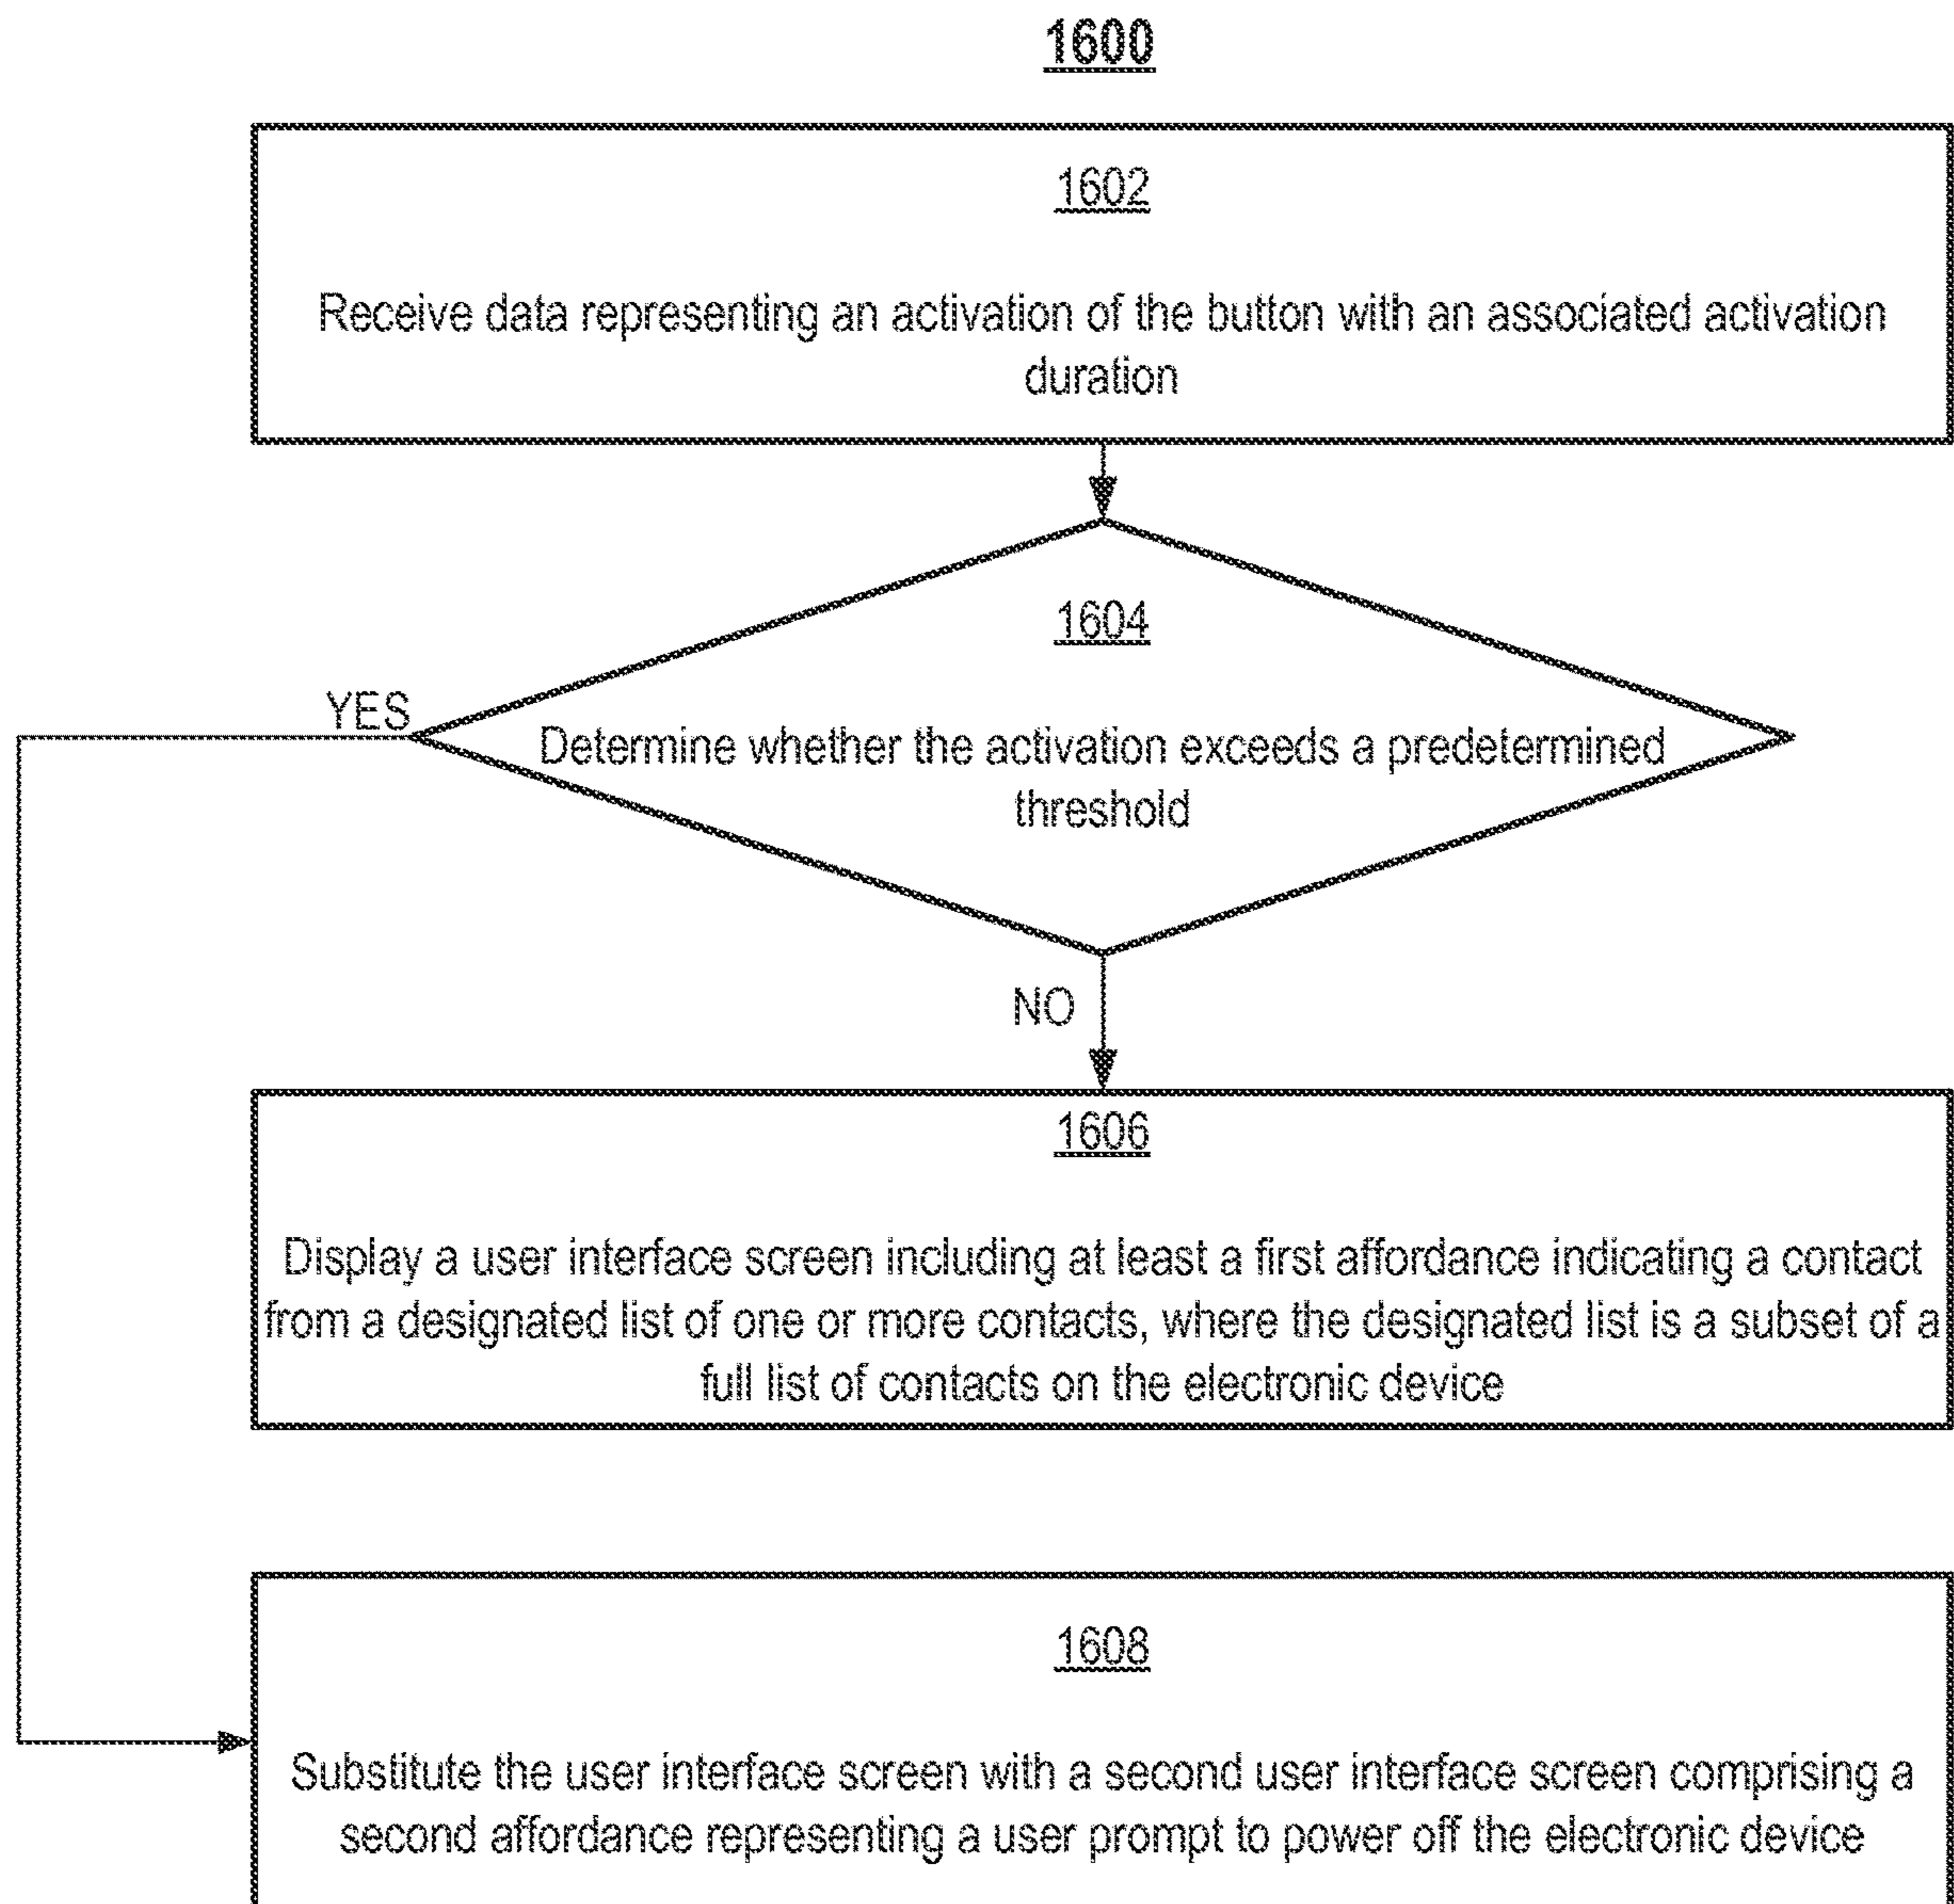 1600
1602
Receive data representing an activation of the button with an associated activation
duration
1604
YES
Determine whether the activation exceeds a predetermined
threshold
NO
1606
Display a user interface screen including at least a first affordance indicating a contact
from a designated list of one or more contacts, where the designated list is a subset of a
full list of contacts on the electronic device
1608
Substitute the user interface screen with a second user interface screen comprising a
second affordance representing a user prompt to power off the electronic device